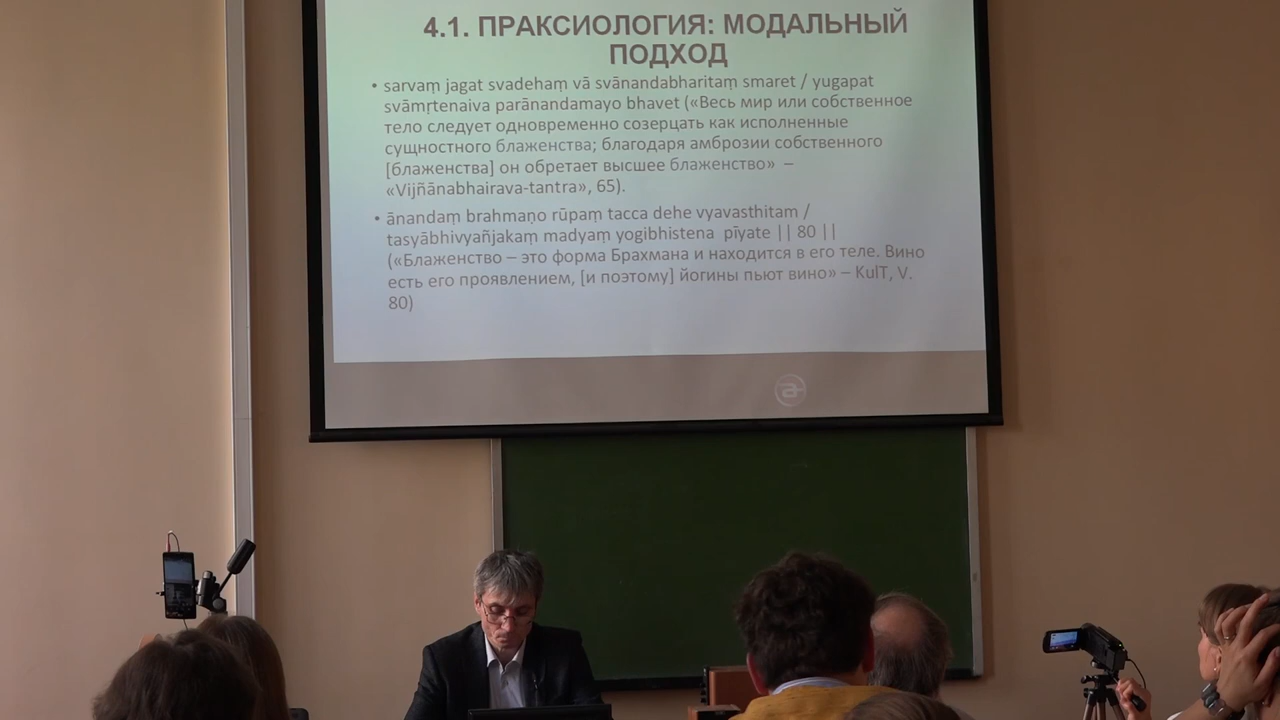 4.1. ПРАКСИОЛОГИЯ: МОДАЛЬНЫЙ
ПОДХОД
• sarvaṃ jagat svadehaṃ vā svānandabharitaṃ smaret / yugapat
svāmṛtenaiva parānandamayo bhavet («Весь мир или собственное
тело следует одновременно созерцать как исполненные
сущностного блаженства; благодаря амброзии собственного
[блаженства] он обретает высшее блаженство» –
«Vijñānabhairava-tantra», 65).
• ānandaṃ brahmaṇo rūpaṃ tacca dehe vyavasthitam /
tasyābhivyañjakaṃ madyaṃ yogibhistena pīyate || 80 ||
(«Блаженство – это форма Брахмана и находится в его теле. Вино
есть его проявлением, [и поэтому] йогины пьют вино» – KulT, V.
80)